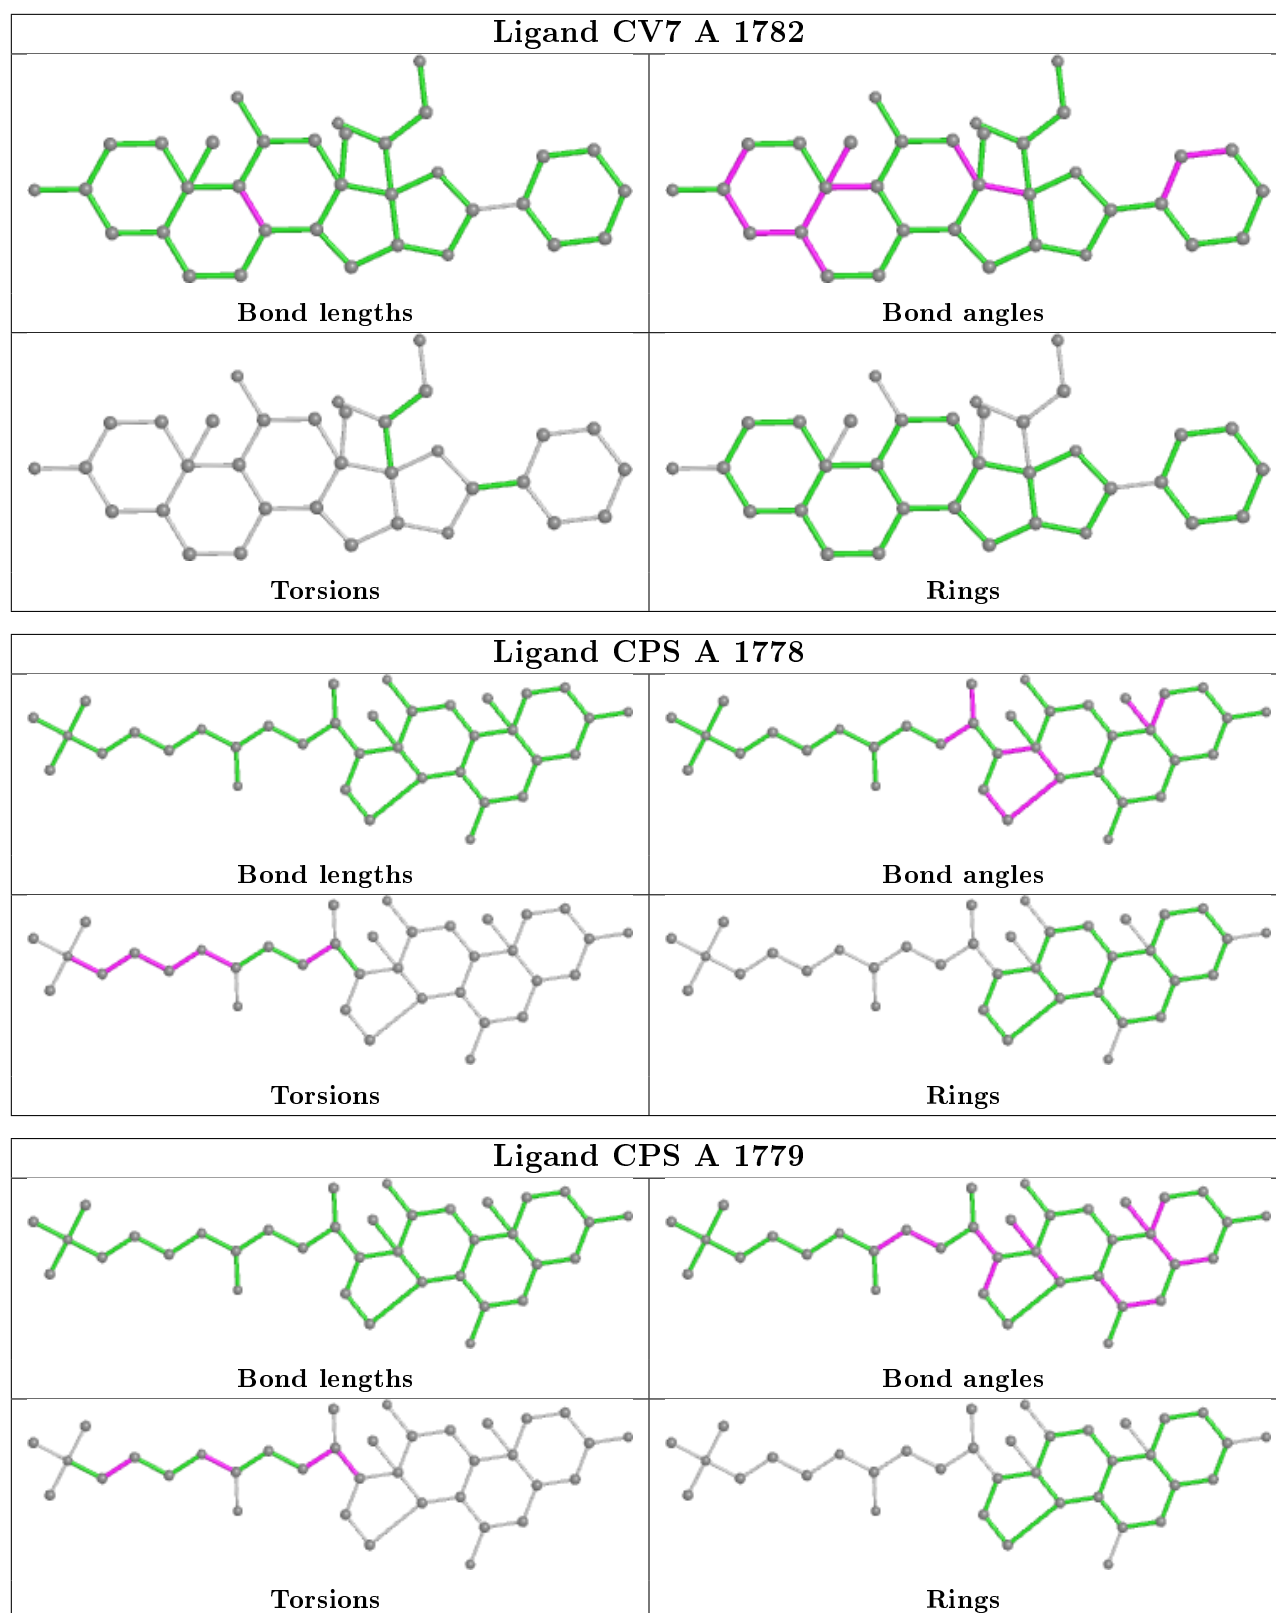 Ligand CV7 A 1782
Bond lengths
Bond angles
Torsions
Rings
Ligand CPS A 1778
Bond lengths
Bond angles
Torsions
Rings
Ligand CPS A 1779
Bond lengths
Bond angles
Torsions
Rings